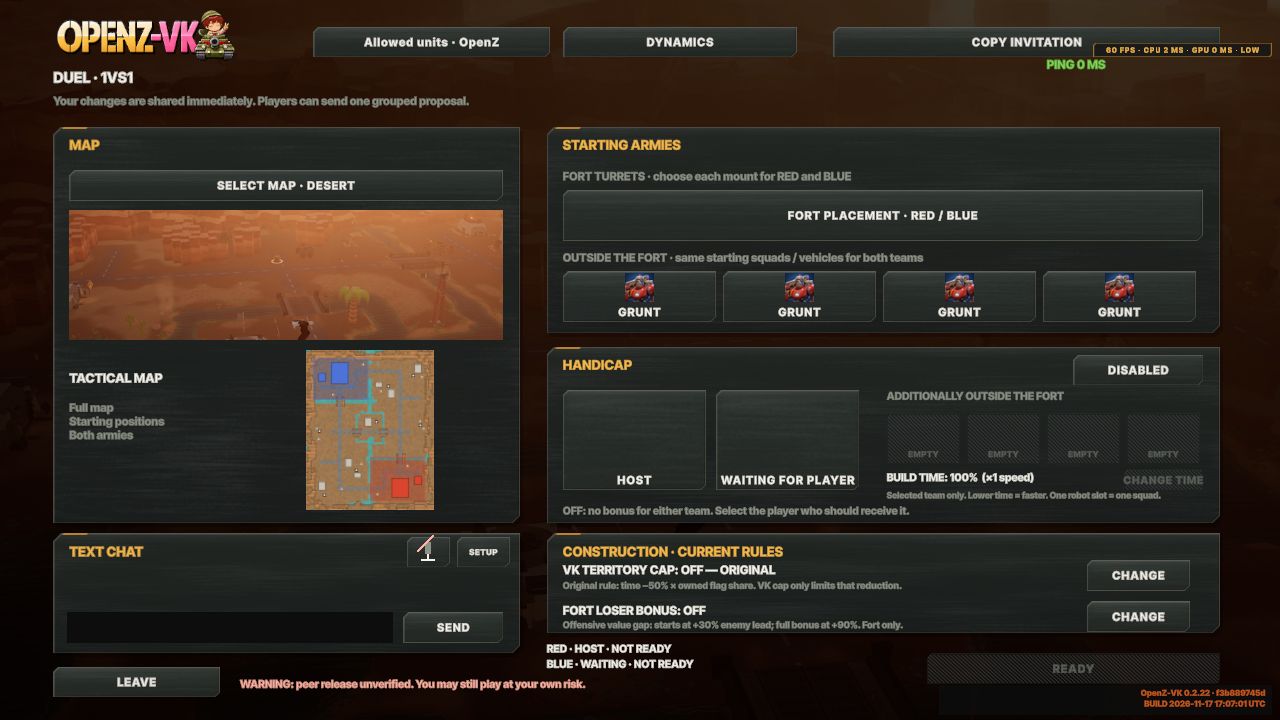 OPENZ-VK
Allowed units · OpenZ
DYNAMICS
COPY INVITATION
60 FPS · CPU 2 MS · GPU 0 MS · LOW
PING 0 MS
DUEL · 1VS1
Your changes are shared immediately. Players can send one grouped proposal.
MAP
SELECT MAP · DESERT
TACTICAL MAP
Full map
Starting positions
Both armies
STARTING ARMIES
FORT TURRETS · choose each mount for RED and BLUE
FORT PLACEMENT · RED / BLUE
OUTSIDE THE FORT · same starting squads / vehicles for both teams
GRUNT
GRUNT
GRUNT
GRUNT
HANDICAP
DISABLED
HOST
WAITING FOR PLAYER
ADDITIONALLY OUTSIDE THE FORT
EMPTY
EMPTY
EMPTY
EMPTY
BUILD TIME: 100% (×1 speed)
CHANGE TIME
Selected team only. Lower time = faster. One robot slot = one squad.
OFF: no bonus for either team. Select the player who should receive it.
TEXT CHAT
SETUP
SEND
CONSTRUCTION · CURRENT RULES
VK TERRITORY CAP: OFF — ORIGINAL
Original rule: time −50% × owned flag share. VK cap only limits that reduction.
CHANGE
FORT LOSER BONUS: OFF
Offensive value gap: starts at +30% enemy lead; full bonus at +90%. Fort only.
CHANGE
RED · HOST · NOT READY
BLUE · WAITING · NOT READY
LEAVE
WARNING: peer release unverified. You may still play at your own risk.
READY
OpenZ-VK 0.2.22 · f3b889745d
BUILD 2026-11-17 17:07:01 UTC